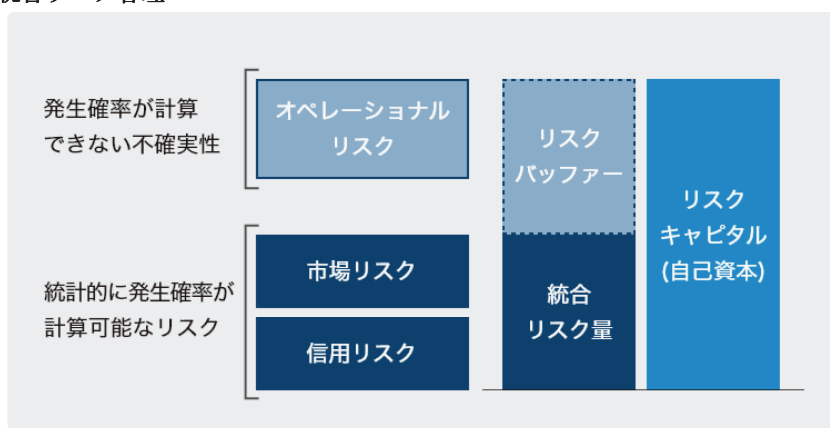 発生確率が計算
できない不確実性
オペレーショナル
リスク
リスク
バッファー
リスク
キャピタル
(自己資本)
統計的に発生確率が
計算可能なリスク
市場リスク
信用リスク
統合
リスク量